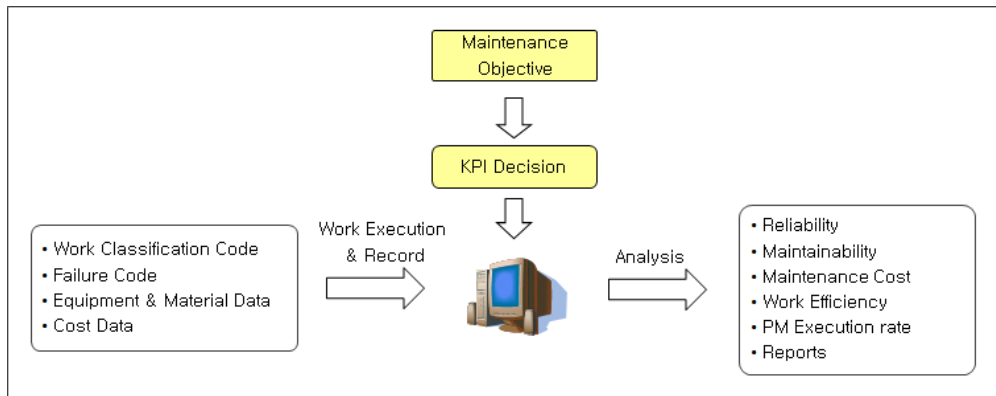 Maintenance
Objective
KPI Decision
Work Execution
& Record
• Work Classification Code
• Failure Code
• Equipment & Material Data
• Cost Data
Analysis
• Reliability
• Maintainability
• Maintenance Cost
• Work Efficiency
• PM Execution rate
• Reports